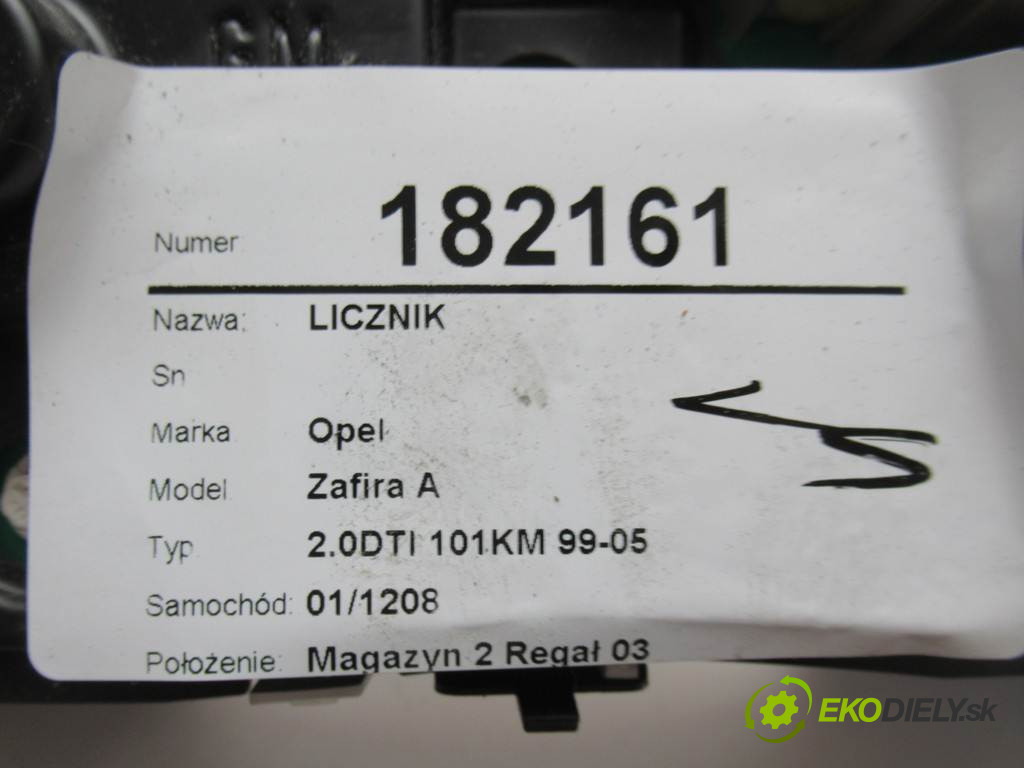 Numer 182161
Nazwa: LICZNIK
Sn
Marka Opel
Model Zafira A
Typ 2.0DTI 101KM 99-05
Samochód: 01/1208
Położenie: Magazyn 2 Regał 03
EKODIELY.sk